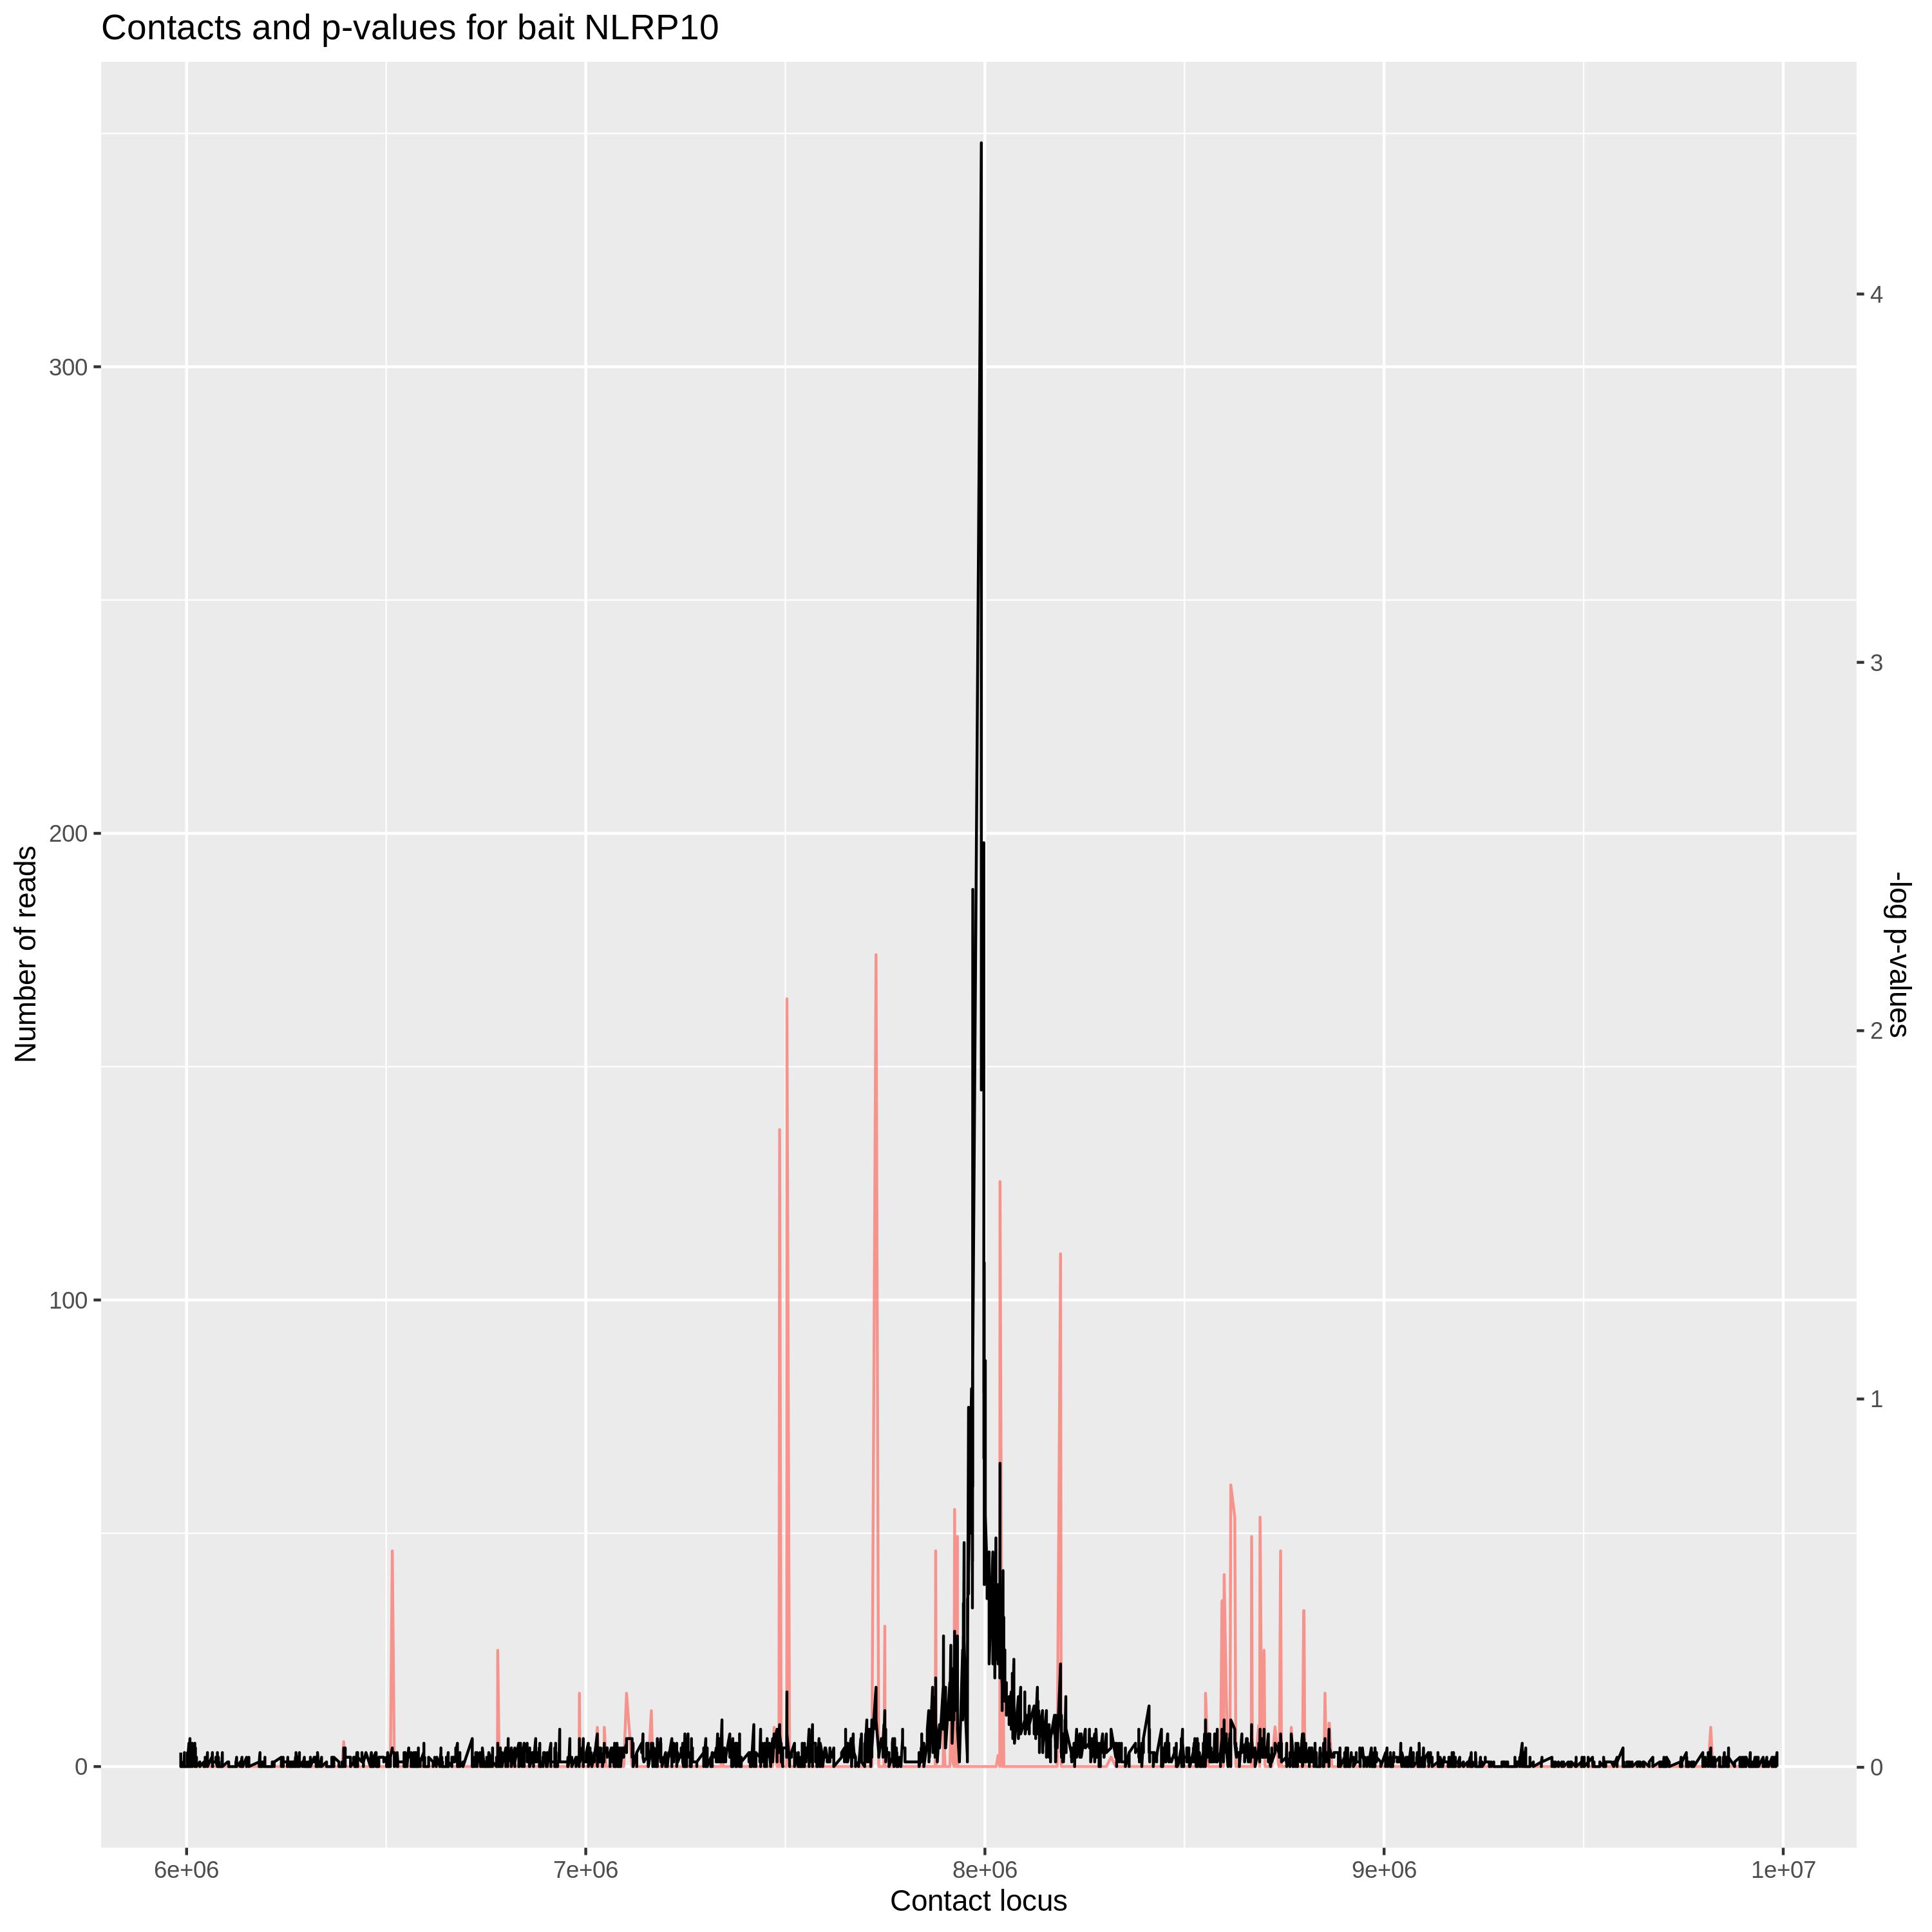 Contacts and p-values for bait NLRP10
Number of reads
300
200
100
0
4
3
2
1
0
-log p-values
6e+06
7e+06
8e+06
9e+06
1e+07
Contact locus